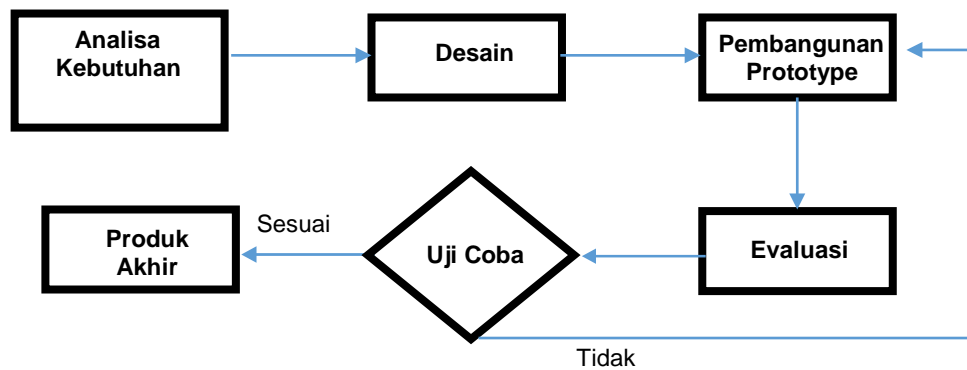 Analisa
Kebutuhan
Desain
Pembangunan
Prototype
Sesuai
Produk
Akhir
Uji Coba
Evaluasi
Tidak